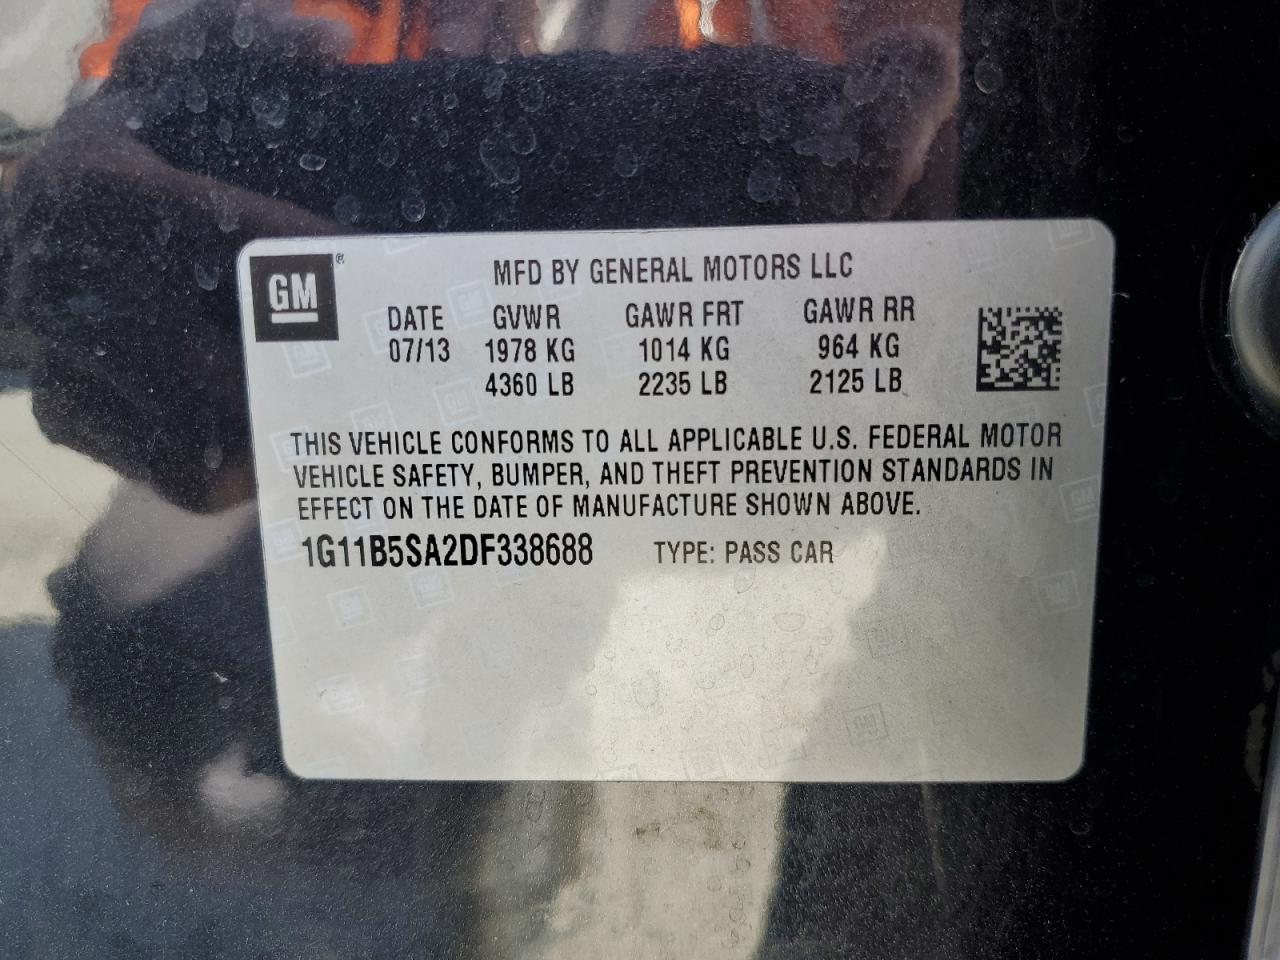 GM®
MFD BY GENERAL MOTORS LLC
DATE GVWR GAWR FRT GAWR RR
07/13 1978 KG 1014 KG 964 KG
4360 LB 2235 LB 2125 LB
THIS VEHICLE CONFORMS TO ALL APPLICABLE U.S. FEDERAL MOTOR
VEHICLE SAFETY, BUMPER, AND THEFT PREVENTION STANDARDS IN
EFFECT ON THE DATE OF MANUFACTURE SHOWN ABOVE.
1G11B5SA2DF338688 TYPE: PASS CAR